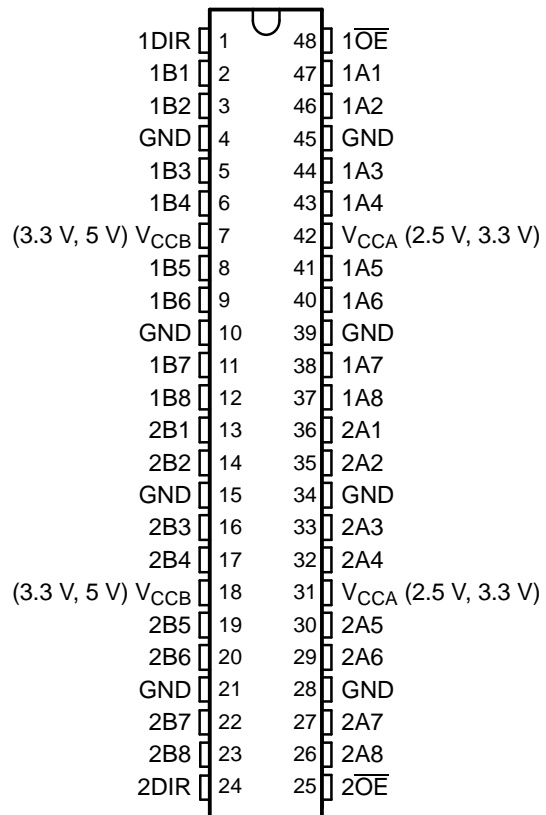 1DIR 1 48 1O̅E̅
1B1 2 47 1A1
1B2 3 46 1A2
GND 4 45 GND
1B3 5 44 1A3
1B4 6 43 1A4
(3.3 V, 5 V) VCCB 7 42 VCCA (2.5 V, 3.3 V)
1B5 8 41 1A5
1B6 9 40 1A6
GND 10 39 GND
1B7 11 38 1A7
1B8 12 37 1A8
2B1 13 36 2A1
2B2 14 35 2A2
GND 15 34 GND
2B3 16 33 2A3
2B4 17 32 2A4
(3.3 V, 5 V) VCCB 18 31 VCCA (2.5 V, 3.3 V)
2B5 19 30 2A5
2B6 20 29 2A6
GND 21 28 GND
2B7 22 27 2A7
2B8 23 26 2A8
2DIR 24 25 2O̅E̅